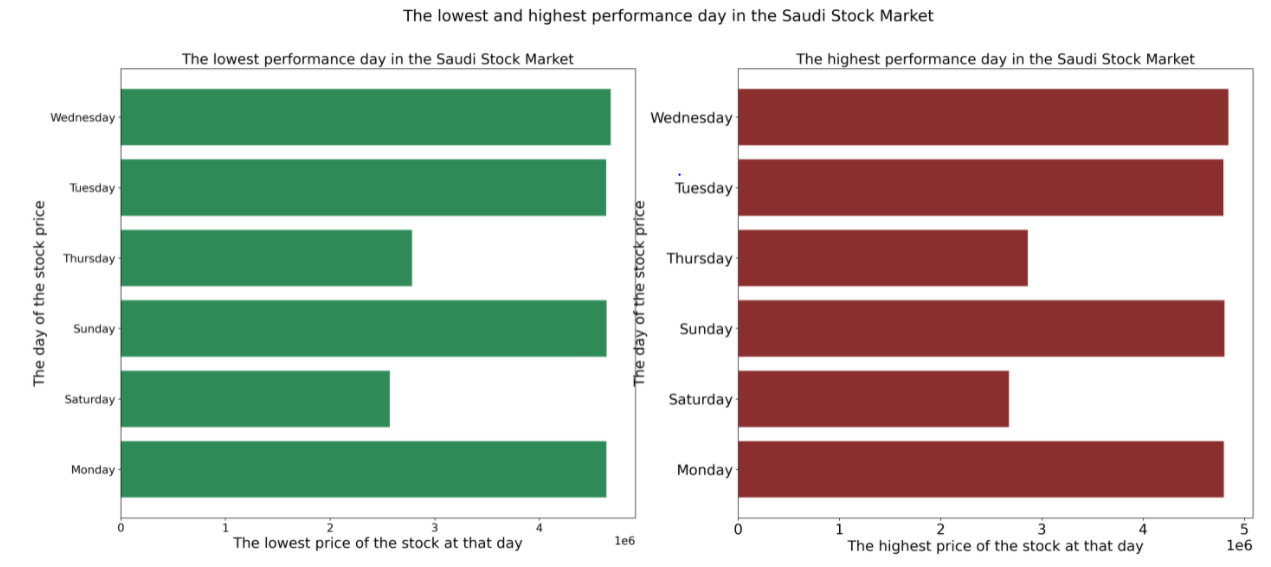 The lowest and highest performance day in the Saudi Stock Market
The lowest performance day in the Saudi Stock Market
The day of the stock price
Wednesday
Tuesday
Thursday
Sunday
Saturday
Monday
0 1 2 3 4
1e6
The lowest price of the stock at that day
The highest performance day in the Saudi Stock Market
The day of the stock price
Wednesday
Tuesday
Thursday
Sunday
Saturday
Monday
0 1 2 3 4 5
1e6
The highest price of the stock at that day